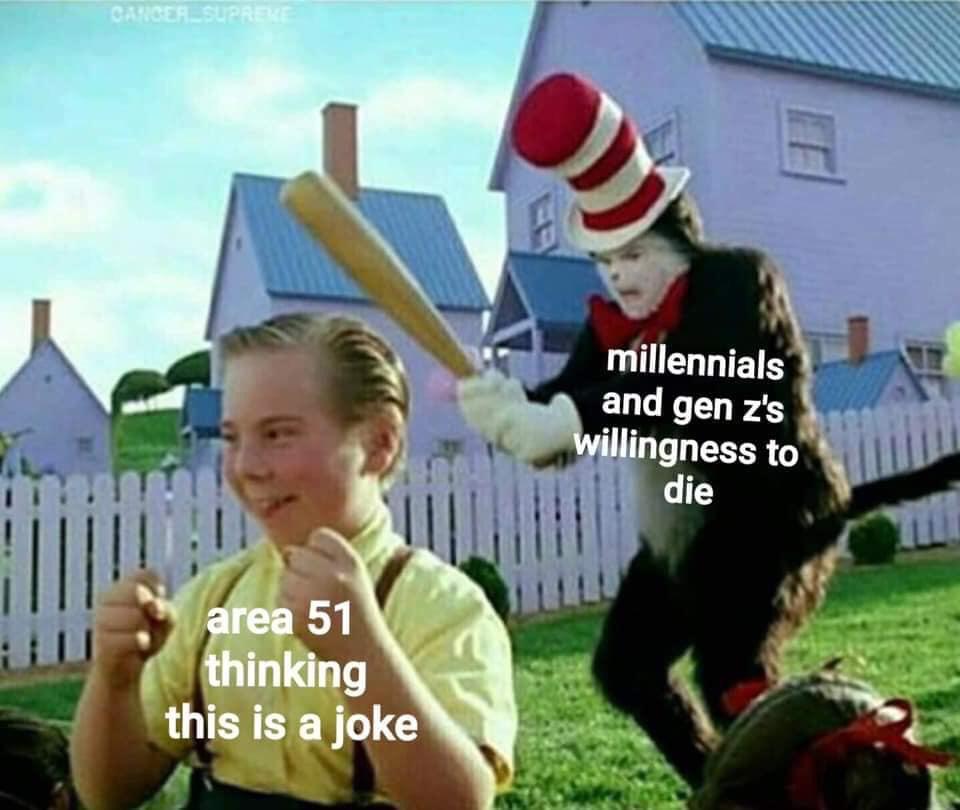 CANCER_SUPREME
millennials
and gen z's
willingness to
die
area 51
thinking
this is a joke